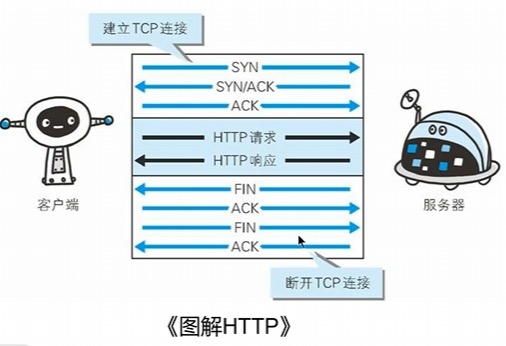 建立TCP连接
SYN
SYN/ACK
ACK
HTTP请求
HTTP响应
客户端
服务器
FIN
ACK
FIN
ACK
断开TCP连接
《图解HTTP》